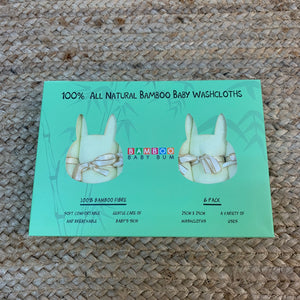 100% ALL NATURAL BAMBOO BABY WASHCLOTHS
BAMBOO
BABY BUM
100% BAMBOO FIBRE
6 PACK
SOFT COMFORTABLE
AND BREATHABLE
GENTLE CARE OF
BABY'S SKIN
25CM X 25CM
WASHCLOTHS
A VARIETY OF
USES